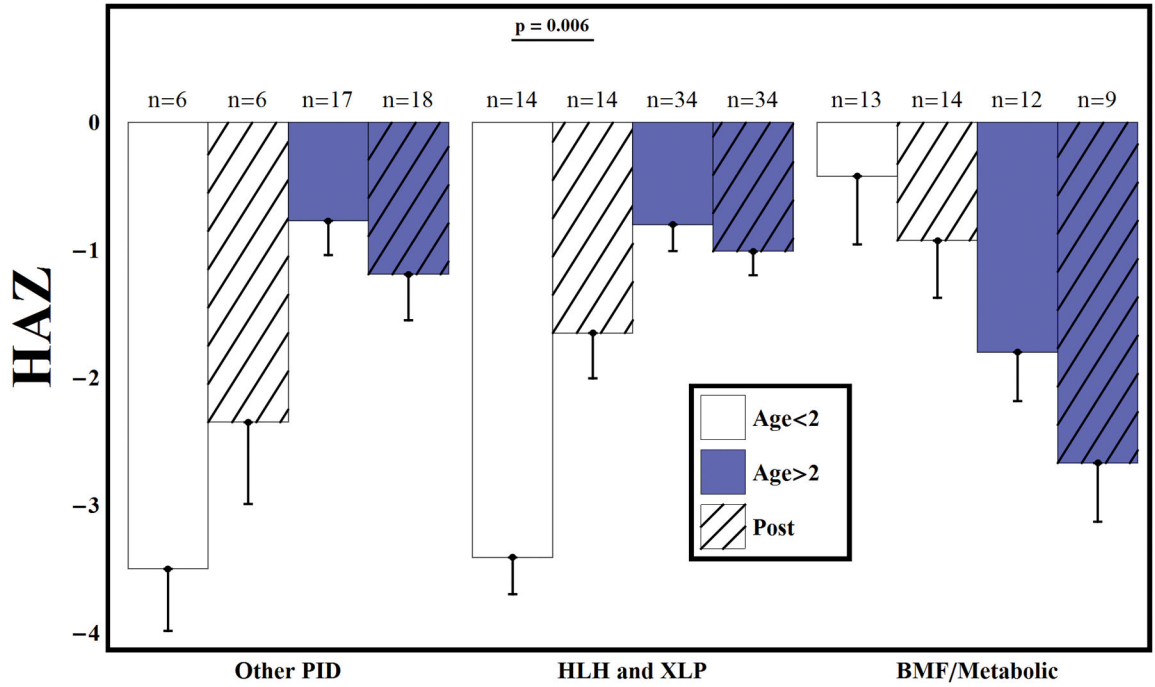 p = 0.006
n=6 n=6 n=17 n=18 n=14 n=14 n=34 n=34 n=13 n=14 n=12 n=9
0
−1
−2
−3
−4
HAZ
Age<2
Age>2
Post
Other PID HLH and XLP BMF/Metabolic